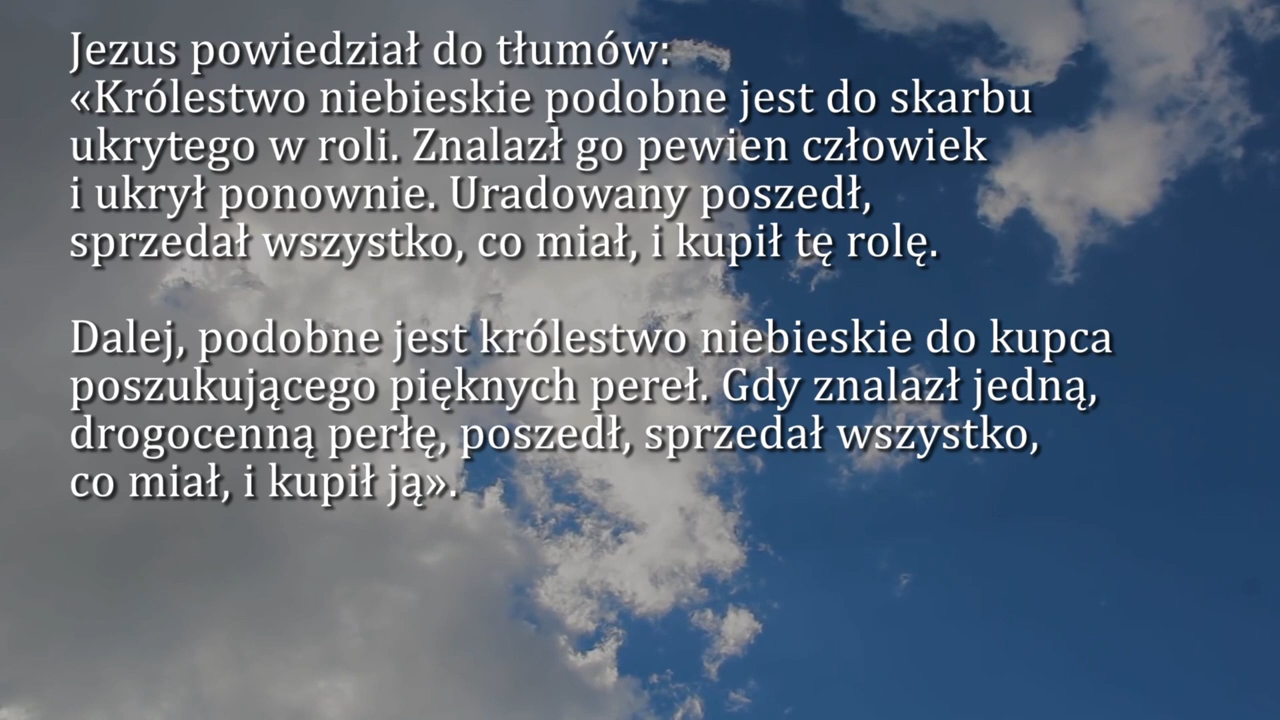 Jezus powiedział do tłumów:
«Królestwo niebieskie podobne jest do skarbu
ukrytego w roli. Znalazł go pewien człowiek
i ukrył ponownie. Uradowany poszedł,
sprzedał wszystko, co miał, i kupił tę rolę.
Dalej, podobne jest królestwo niebieskie do kupca
poszukującego pięknych pereł. Gdy znalazł jedną,
drogocenną perłę, poszedł, sprzedał wszystko,
co miał, i kupił ją».